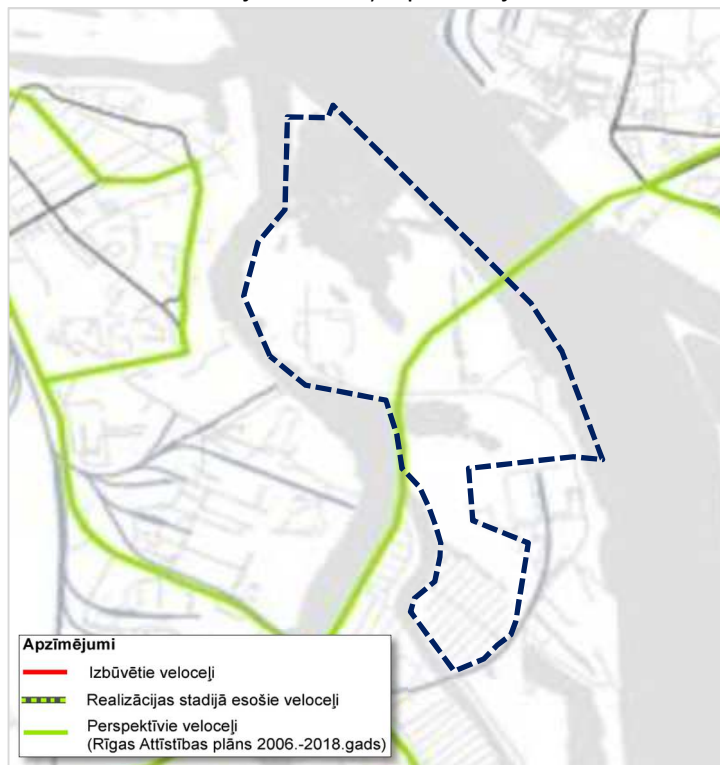 Apzīmējumi
Izbūvētie veloceļi
Realizācijas stadijā esošie veloceļi
Perspektīvie veloceļi
(Rīgas Attīstības plāns 2006.-2018.gads)